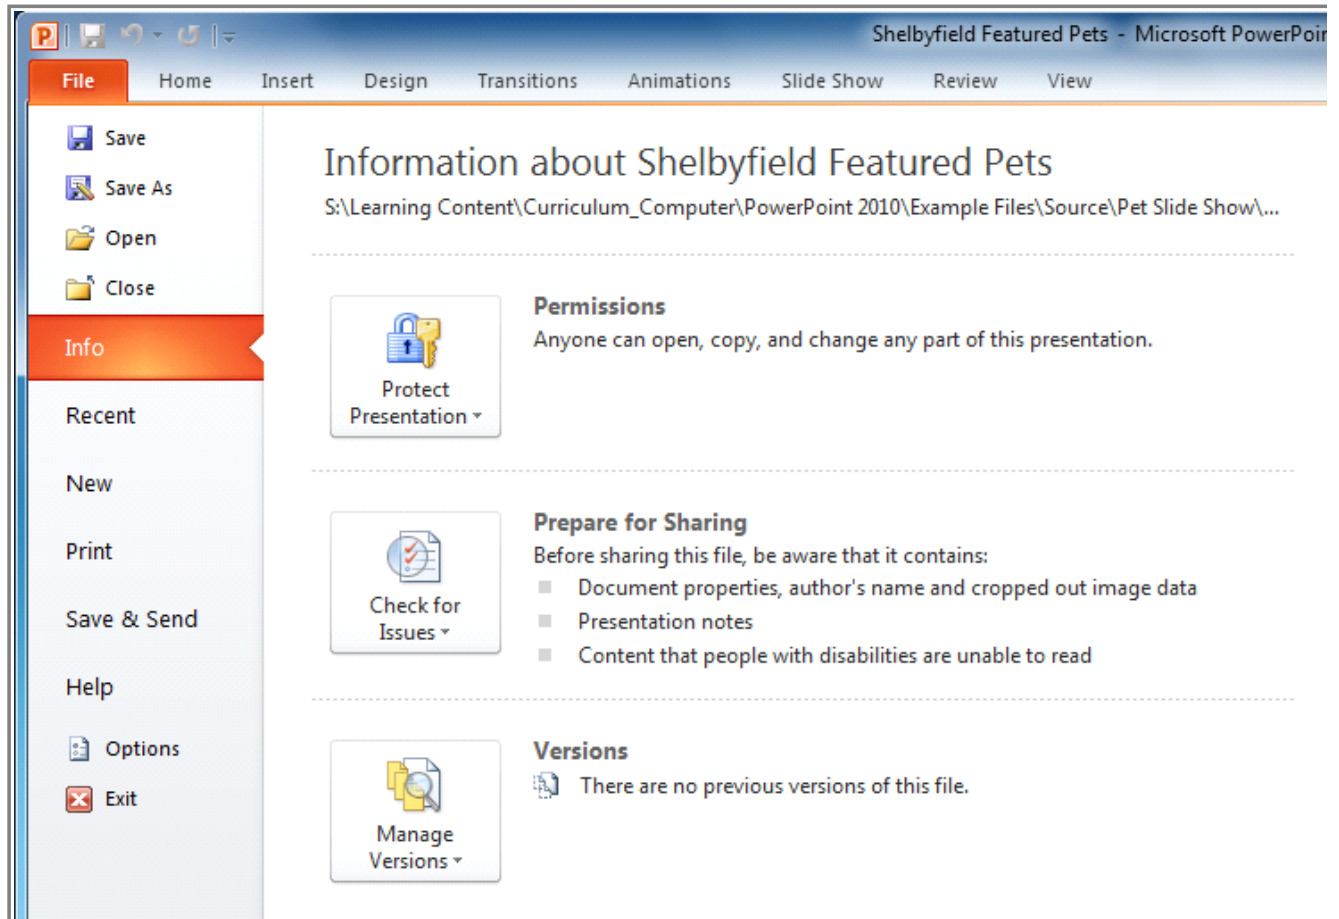 Shelbyfield Featured Pets - Microsoft PowerPoin
File Home Insert Design Transitions Animations Slide Show Review View
Save
Save As
Open
Close
Info
Recent
New
Print
Save & Send
Help
Options
Exit
Information about Shelbyfield Featured Pets
S:\Learning Content\Curriculum_Computer\PowerPoint 2010\Example Files\Source\Pet Slide Show\...
Protect
Presentation
Permissions
Anyone can open, copy, and change any part of this presentation.
Check for
Issues
Prepare for Sharing
Before sharing this file, be aware that it contains:
Document properties, author's name and cropped out image data
Presentation notes
Content that people with disabilities are unable to read
Manage
Versions
Versions
There are no previous versions of this file.